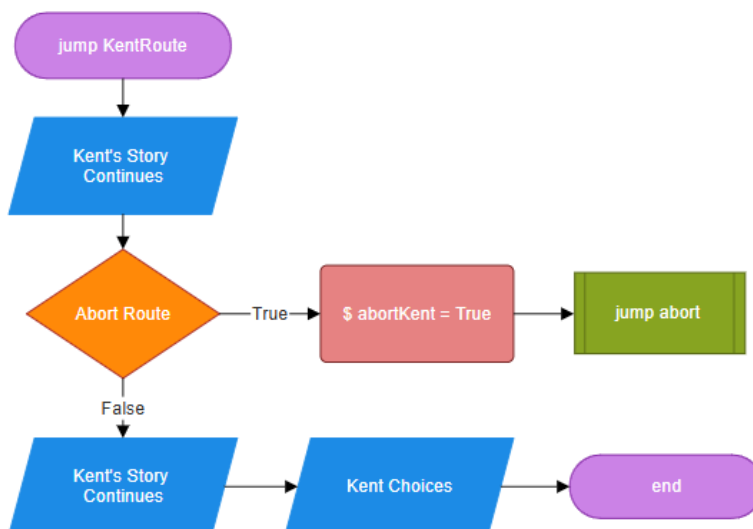 jump KentRoute
Kent's Story
Continues
Abort Route
True
$ abortKent = True
jump abort
False
Kent's Story
Continues
Kent Choices
end